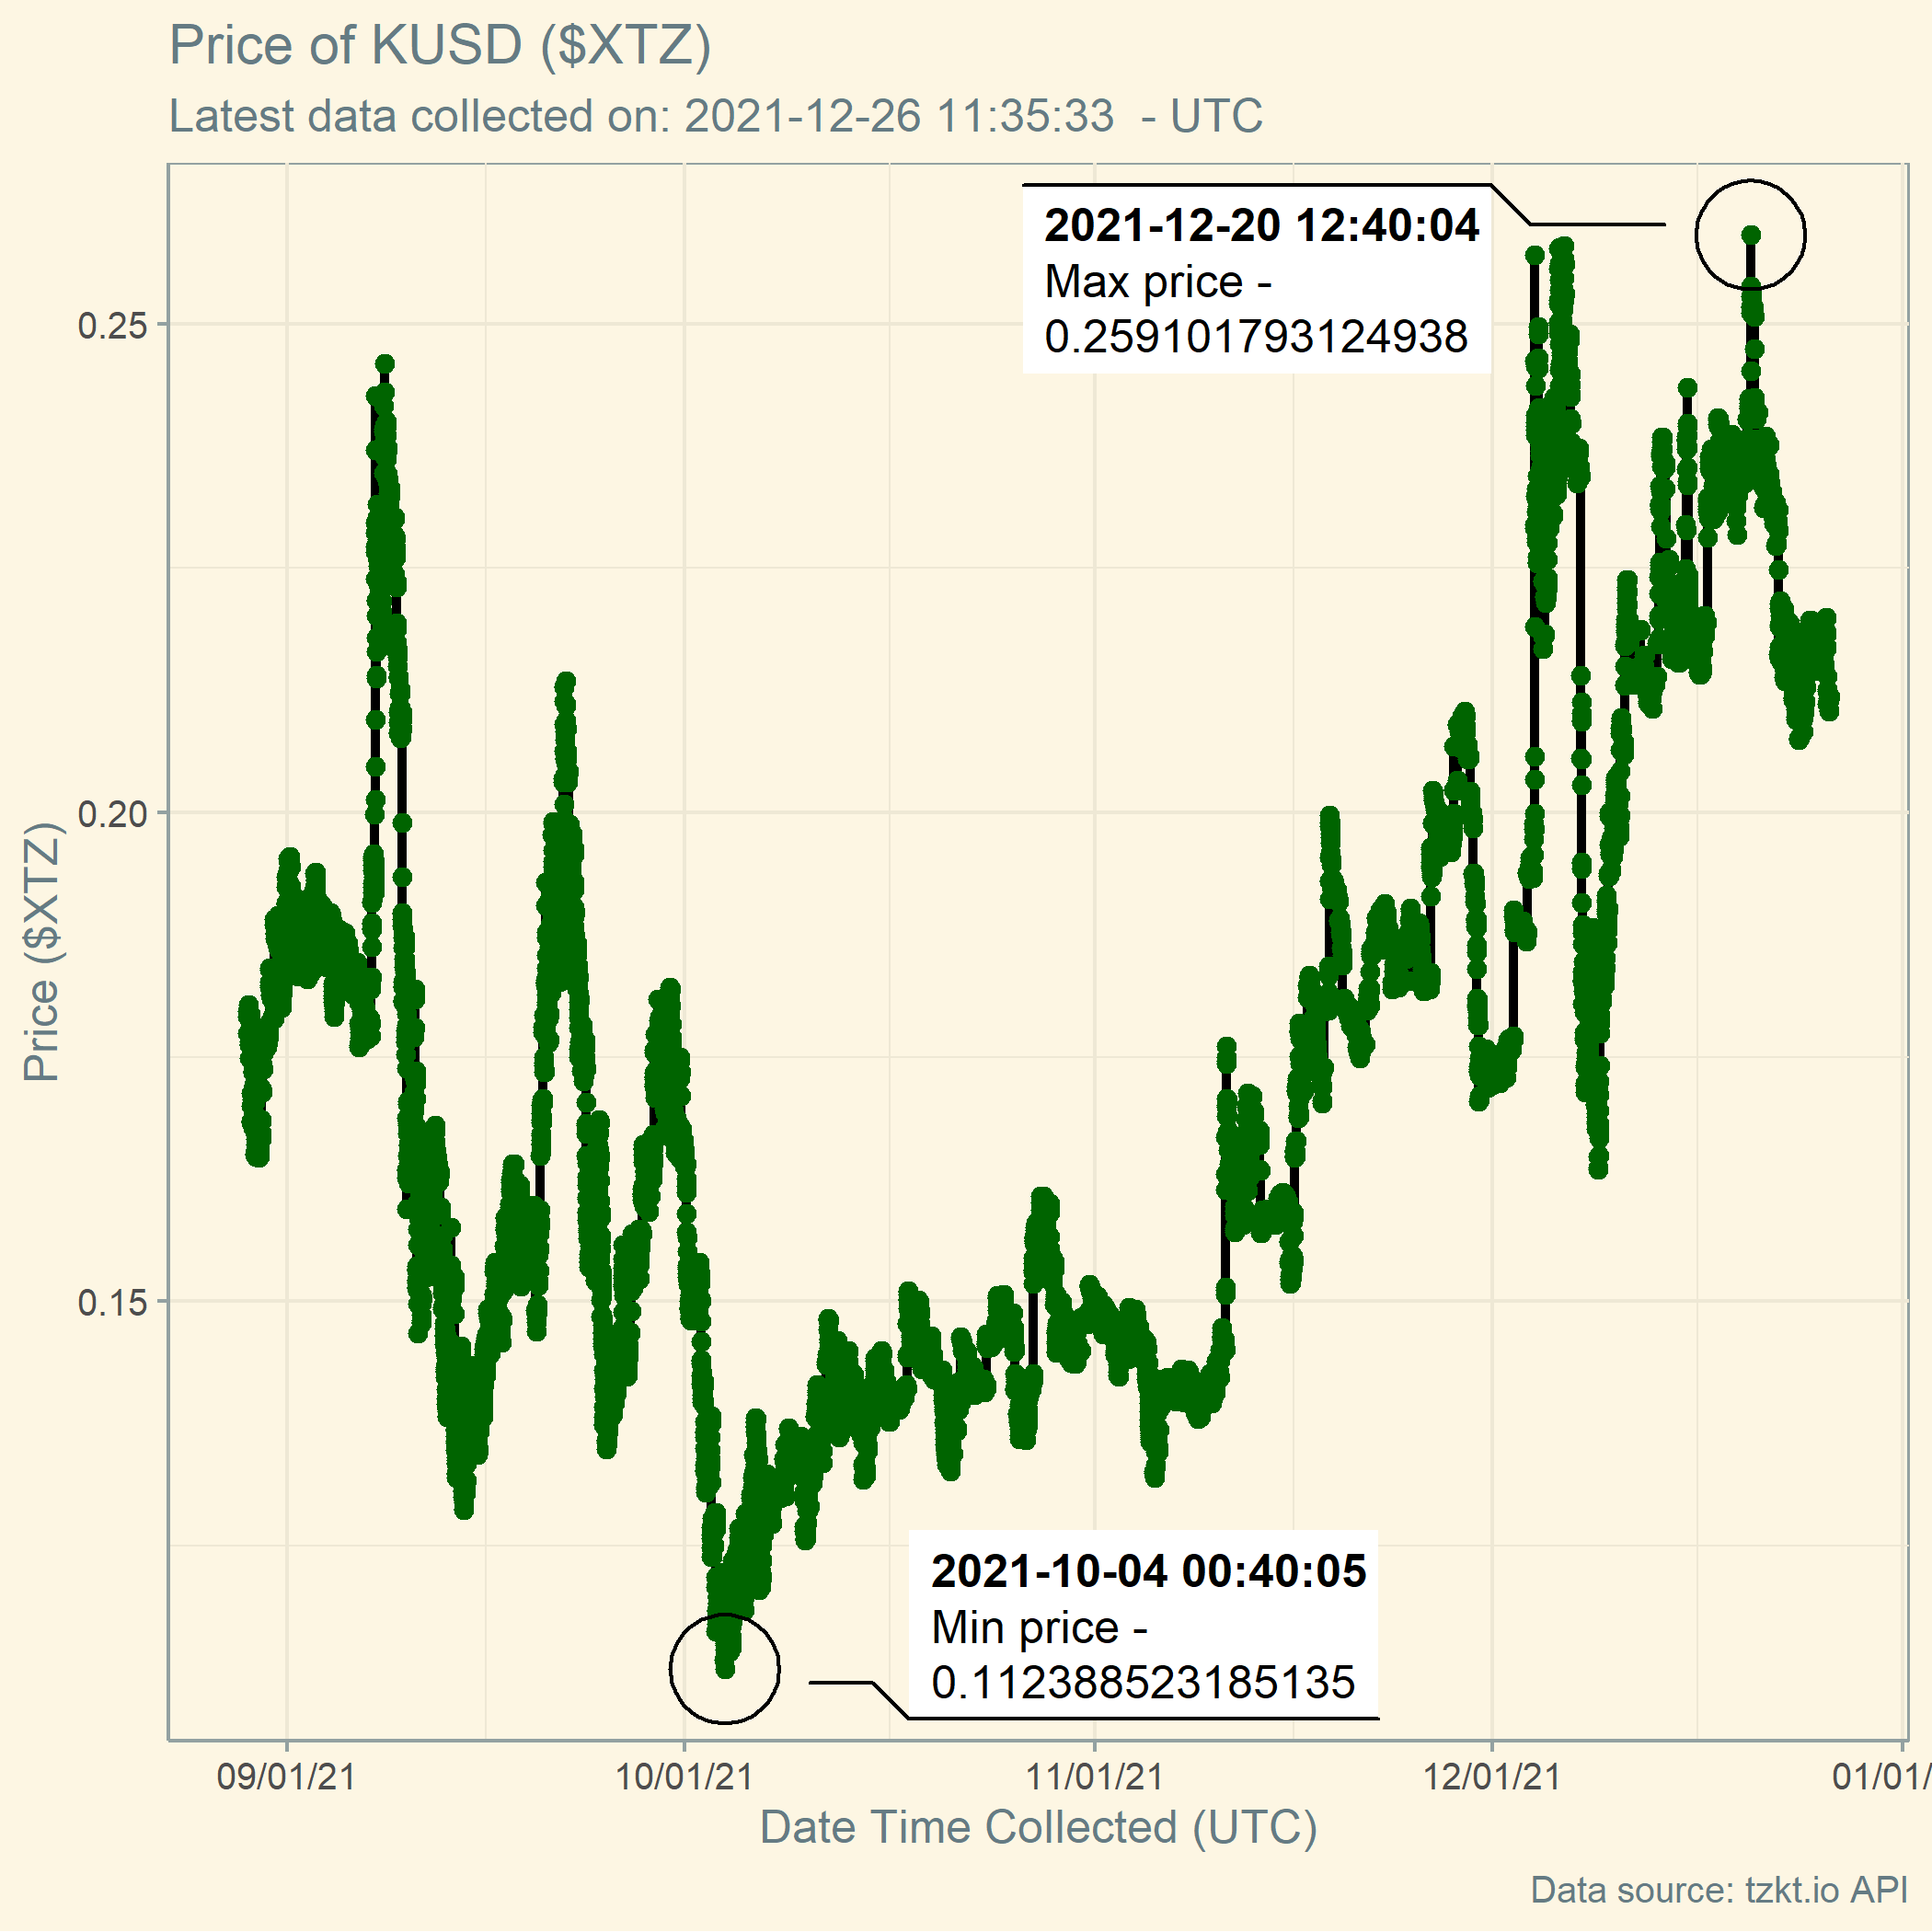 Price of KUSD ($XTZ)
Latest data collected on: 2021-12-26 11:35:33  - UTC
2021-12-20 12:40:04
Max price -
0.259101793124938
0.25
0.20
0.15
Price ($XTZ)
2021-10-04 00:40:05
Min price -
0.112388523185135
09/01/21
10/01/21
11/01/21
12/01/21
01/01/
Date Time Collected (UTC)
Data source: tzkt.io API